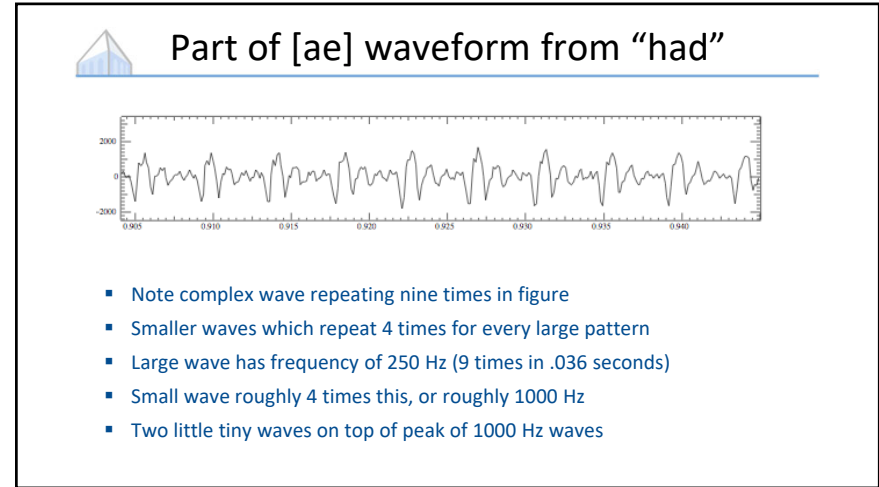 Part of [ae] waveform from “had”
2000
0
−2000
0.905 0.910 0.915 0.920 0.925 0.930 0.935 0.940
▪ Note complex wave repeating nine times in figure
▪ Smaller waves which repeat 4 times for every large pattern
▪ Large wave has frequency of 250 Hz (9 times in .036 seconds)
▪ Small wave roughly 4 times this, or roughly 1000 Hz
▪ Two little tiny waves on top of peak of 1000 Hz waves